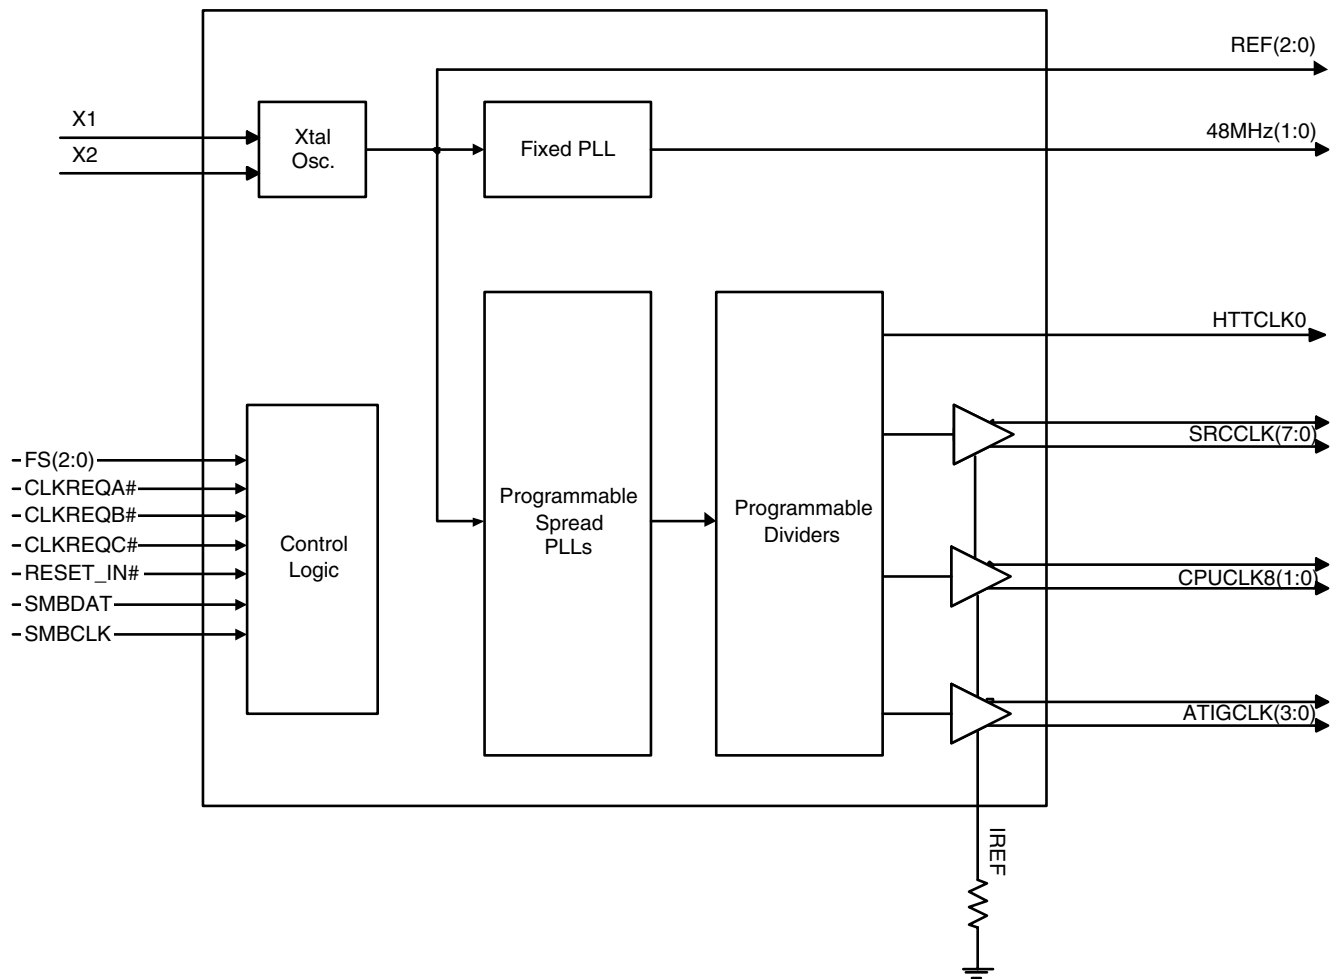 REF(2:0)
X1
X2
Xtal
Osc.
Fixed PLL
48MHz(1:0)
HTTCLK0
SRCCLK(7:0)
FS(2:0)
CLKREQA#
CLKREQB#
CLKREQC#
RESET_IN#
SMBDAT
SMBCLK
Control
Logic
Programmable
Spread
PLLs
Programmable
Dividers
CPUCLK8(1:0)
ATIGCLK(3:0)
IREF